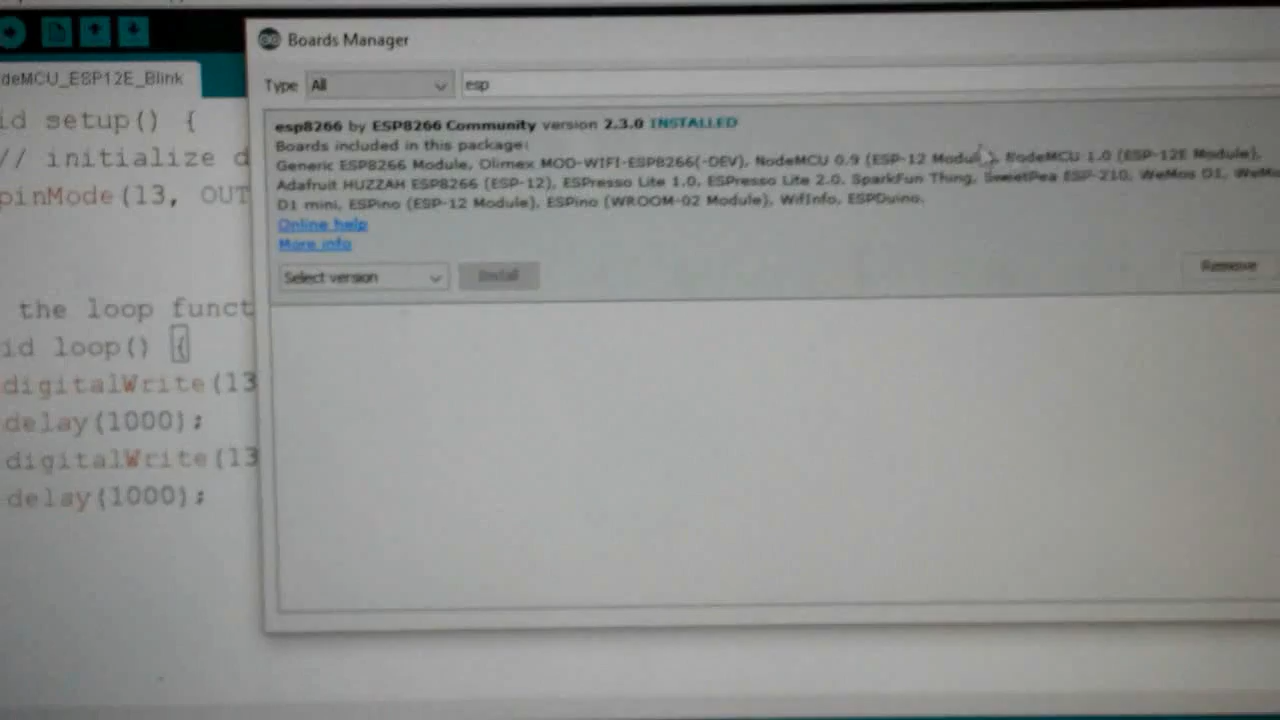 Boards Manager
deMCU_ESP12E_Blink
Type All esp
id setup() {
// initialize d
pinMode(13, OUT
the loop funct
id loop() {
digitalWrite(13
delay(1000);
digitalWrite(13
delay(1000);
esp8266 by ESP8266 Community version 2.3.0 INSTALLED
Boards included in this package:
Generic ESP8266 Module, Olimex MOD-WIFI-ESP8266(-DEV), NodeMCU 0.9 (ESP-12 Module), NodeMCU 1.0 (ESP-12E Module),
Adafruit HUZZAH ESP8266 (ESP-12), ESPresso Lite 1.0, ESPresso Lite 2.0, SparkFun Thing, SweetPea ESP-210, WeMos D1, WeMo
D1 mini, ESPino (ESP-12 Module), ESPino (WROOM-02 Module), WifInfo, ESPDuino.
Online help
More info
Select version Install Remove